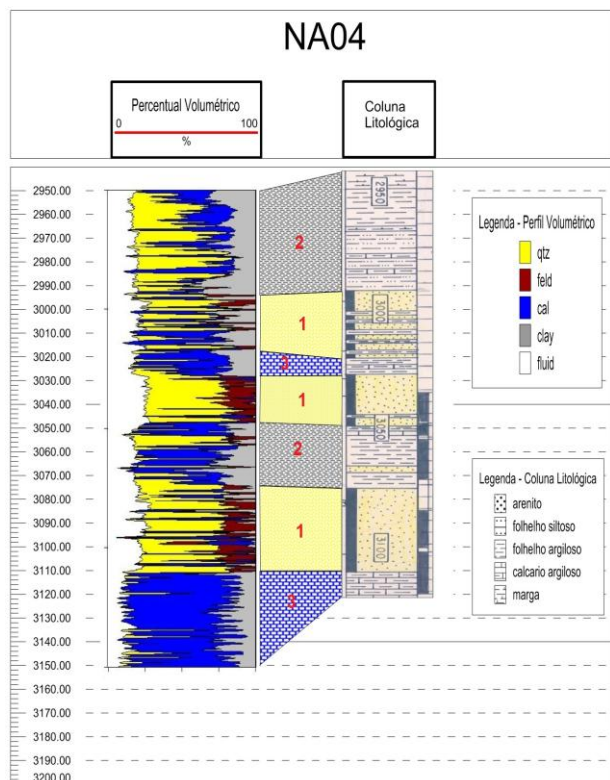 NA04
Percentual Volumétrico
0 100
%
Coluna
Litológica
2950.00
2960.00
2970.00
2980.00
2990.00
3000.00
3010.00
3020.00
3030.00
3040.00
3050.00
3060.00
3070.00
3080.00
3090.00
3100.00
3110.00
3120.00
3130.00
3140.00
3150.00
3160.00
3170.00
3180.00
3190.00
3200.00
2
1
3
1
2
1
3
2950
3000
3050
3100
Legenda - Perfil Volumétrico
qtz
feld
cal
clay
fluid
Legenda - Coluna Litológica
arenito
folhelho siltoso
folhelho argiloso
calcario argiloso
marga